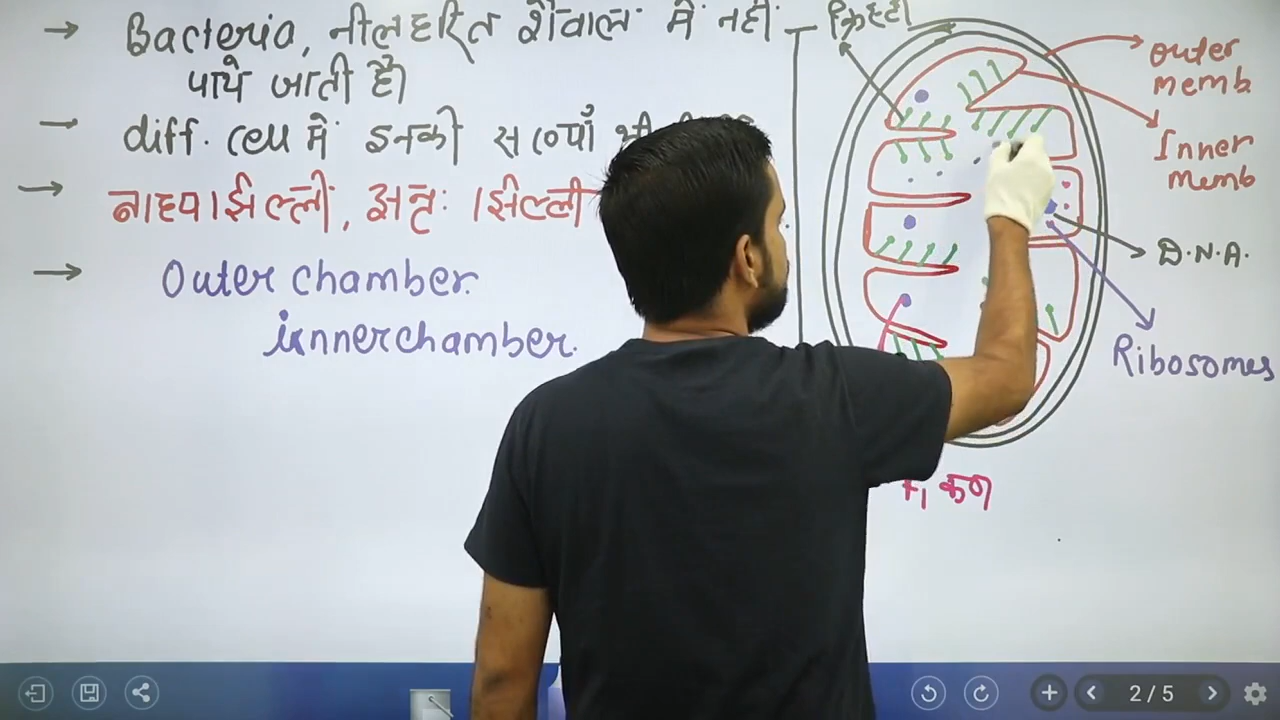 → Bacteria, नीलहरित शैवाल में नहीं
पाये जाती है।
→ diff. cell में इनकी
→ बाह्य झिल्ली, अन्तः झिल्ली
→ Outer chamber.
innerchamber.
outer
memb
Inner
memb
D.N.A.
Ribosomes
F₁ कण
2/5